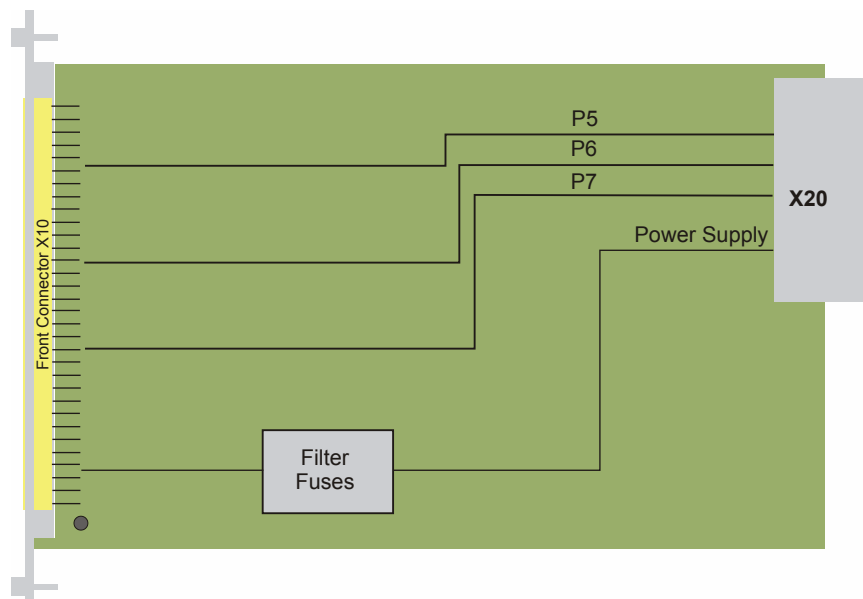 P5
P6
P7
X20
Power Supply
Front Connector X10
Filter
Fuses